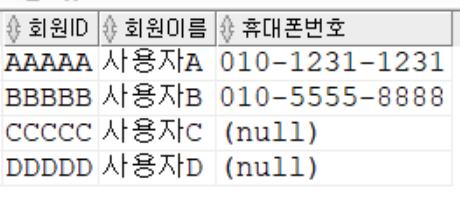 회원ID 회원이름 휴대폰번호
AAAAA 사용자A 010-1231-1231
BBBBB 사용자B 010-5555-8888
CCCCC 사용자C (null)
DDDDD 사용자D (null)